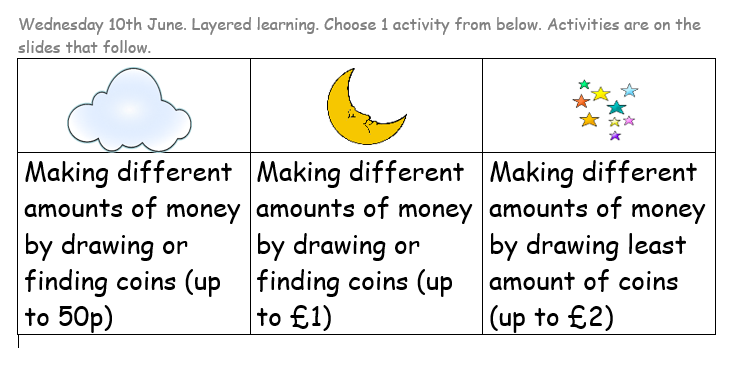 Wednesday 10th June. Layered learning. Choose 1 activity from below. Activities are on the
slides that follow.
Making different
amounts of money
by drawing or
finding coins (up
to 50p)
Making different
amounts of money
by drawing or
finding coins (up
to £1)
Making different
amounts of money
by drawing least
amount of coins
(up to £2)